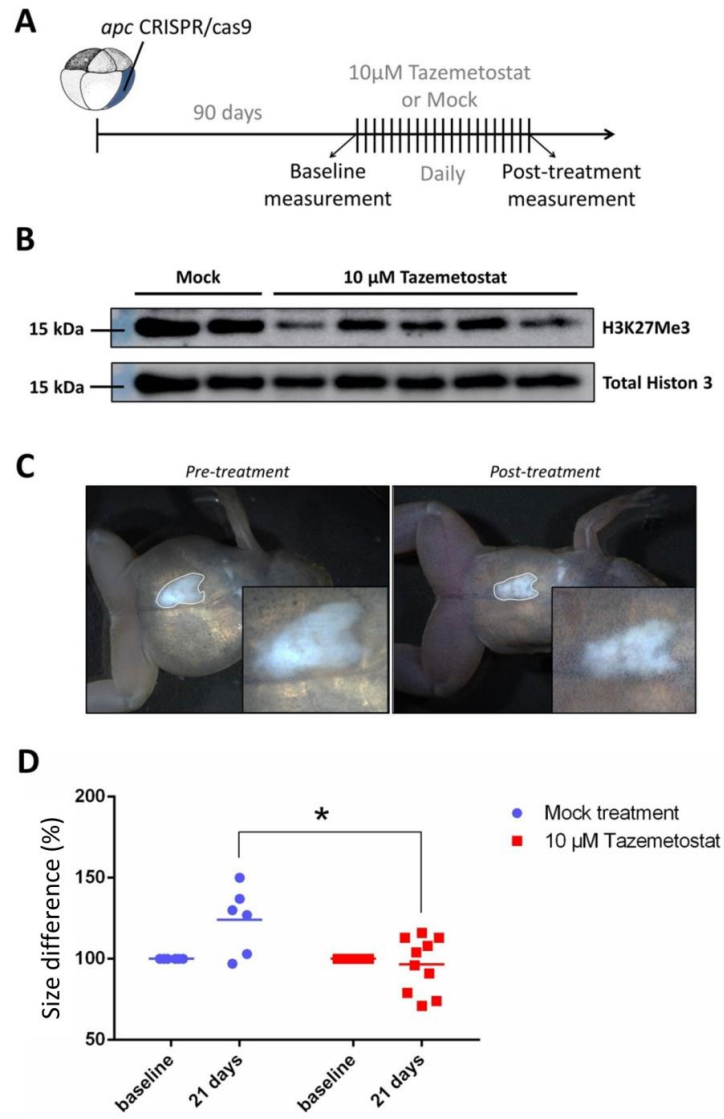 A
apc CRISPR/cas9
10µM Tazemetostat
or Mock
90 days
Baseline
measurement
Daily
Post-treatment
measurement
B
Mock
10 µM Tazemetostat
15 kDa
H3K27Me3
15 kDa
Total Histon 3
C
Pre-treatment
Post-treatment
D
Size difference (%)
200
150
100
50
*
Mock treatment
10 µM Tazemetostat
baseline
21 days
baseline
21 days